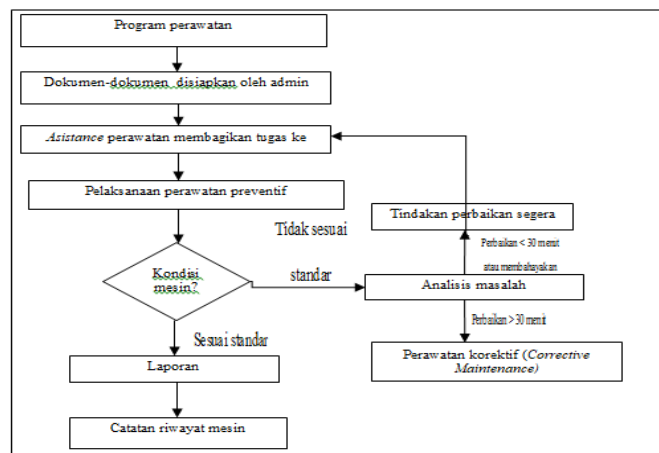 Program perawatan
Dokumen-dokumen disiapkan oleh admin
Asistance perawatan membagikan tugas ke
Pelaksanaan perawatan preventif
Tindakan perbaikan segera
Tidak sesuai
Perbaikan < 30 menit
atau membahayakan
Kondisi
mesin?
standar
Analisis masalah
Sesuai standar
Perbaikan > 30 menit
Laporan
Perawatan korektif (Corrective
Maintenance)
Catatan riwayat mesin